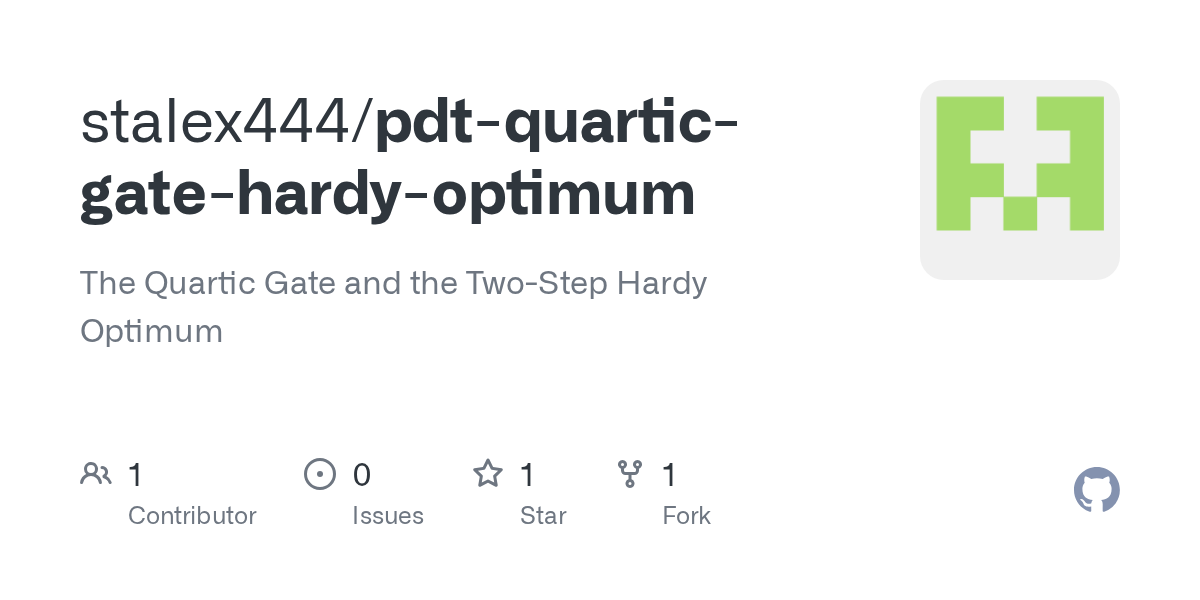 stalex444/pdt-quartic-
gate-hardy-optimum
The Quartic Gate and the Two-Step Hardy
Optimum
1 0 1 1
Contributor Issues Star Fork